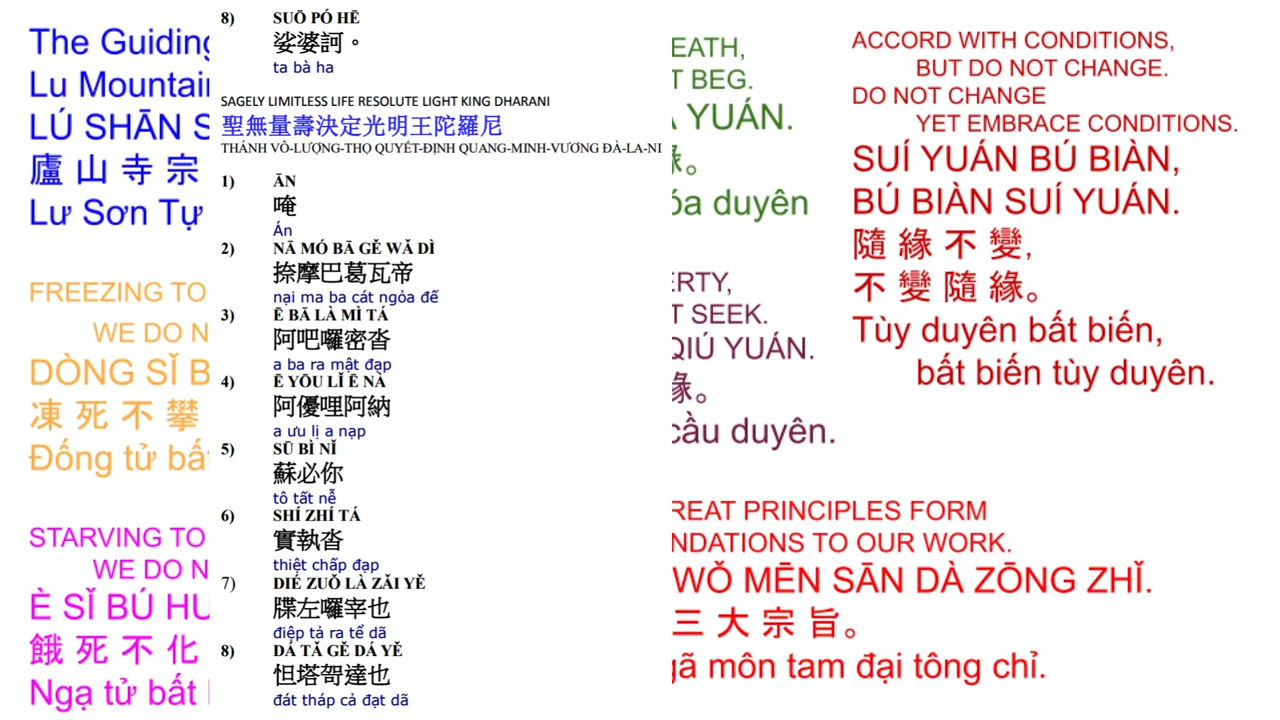 The Guiding
Lu Mountain
LÚ SHĀN S
廬 山 寺 宗
Lư Sơn Tự
FREEZING TO
WE DO N
DÒNG SǏ B
凍 死 不 攀
Đống tử bất
STARVING TO
WE DO N
È SǏ BÚ HU
餓 死 不 化
Ngạ tử bất
8) SUŌ PÓ HĒ
娑婆訶。
ta bà ha
SAGELY LIMITLESS LIFE RESOLUTE LIGHT KING DHARANI
聖無量壽決定光明王陀羅尼
THÁNH VÔ-LƯỢNG-THỌ QUYẾT-ĐỊNH QUANG-MINH-VƯƠNG ĐÀ-LA-NI
1) ĀN
唵
Án
2) NĀ MÓ BĀ GĚ WǍ DÌ
捺摩巴葛瓦帝
nại ma ba cát ngỏa đế
3) Ē BĀ LÀ MÌ TÁ
阿吧囉密沓
a ba ra mật đạp
4) Ē YŌU LǏ Ē NÀ
阿優哩阿納
a ưu lị a nạp
5) SŪ BÌ NǏ
蘇必你
tô tất nễ
6) SHÍ ZHÍ TÁ
實執沓
thiệt chấp đạp
7) DIÉ ZUǑ LÀ ZǍI YĚ
牒左囉宰也
điệp tả ra tể dã
8) DÁ TǍ GĚ DÁ YĚ
怛塔哿達也
đát tháp cả đạt dã
EATH,
T BEG.
YUÁN.
緣。
óa duyên
ERTY,
T SEEK.
QIÚ YUÁN.
緣。
cầu duyên.
ACCORD WITH CONDITIONS,
BUT DO NOT CHANGE.
DO NOT CHANGE
YET EMBRACE CONDITIONS.
SUÍ YUÁN BÚ BIÀN,
BÚ BIÀN SUÍ YUÁN.
隨 緣 不 變,
不 變 隨 緣。
Tùy duyên bất biến,
bất biến tùy duyên.
REAT PRINCIPLES FORM
NDATIONS TO OUR WORK.
WǑ MĒN SĀN DÀ ZŌNG ZHǏ.
三 大 宗 旨。
gã môn tam đại tông chỉ.